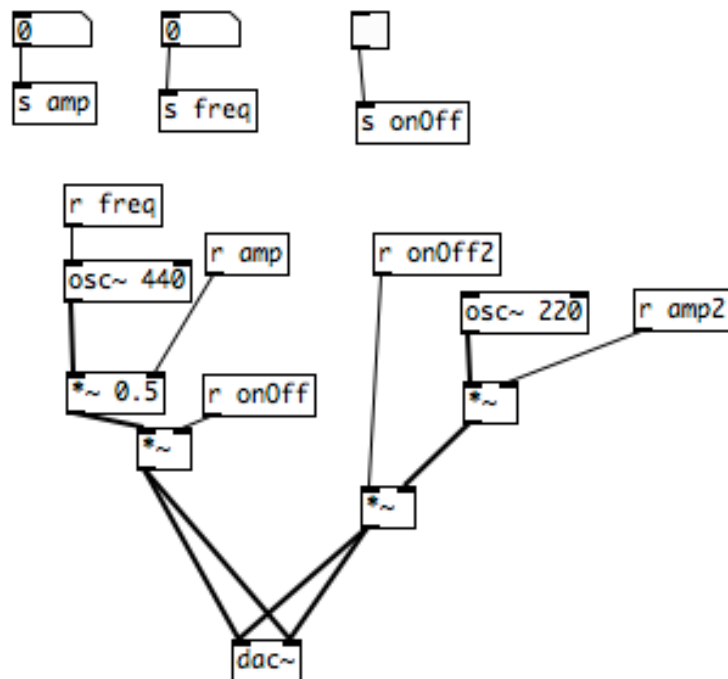 0
0
s amp
s freq
s onOff
r freq
r amp
r onOff2
osc~ 440
osc~ 220
r amp2
*~ 0.5
r onOff
*~
*~
*~
dac~